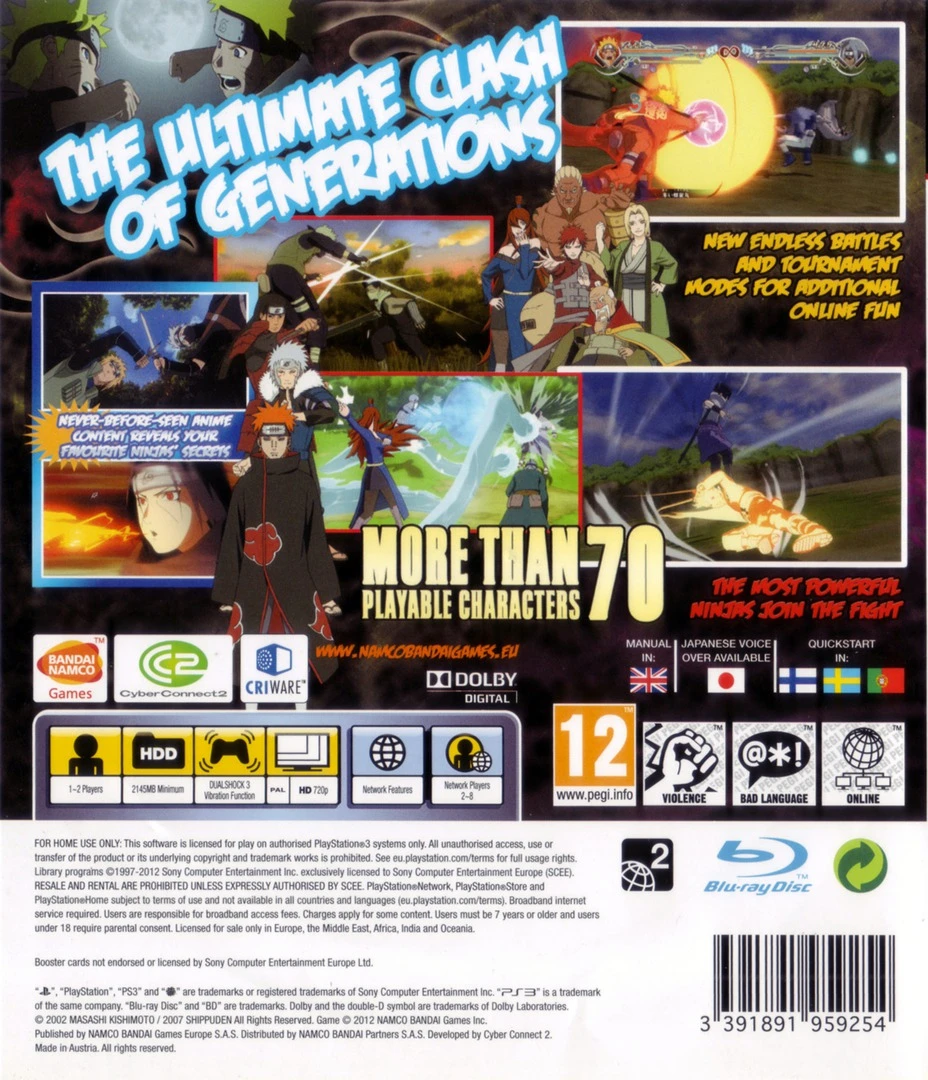 THE ULTIMATE CLASH
OF GENERATIONS
NEW ENDLESS BATTLES
AND TOURNAMENT
MODES FOR ADDITIONAL
ONLINE FUN
NEVER-BEFORE-SEEN ANIME
CONTENT REVEALS YOUR
FAVOURITE NINJAS' SECRETS
MORE THAN
PLAYABLE CHARACTERS
70
THE MOST POWERFUL
NINJAS JOIN THE FIGHT
BANDAI
NAMCO
Games
TM
C2
CyberConnect2
CRIWARE™
WWW.NAMCOBANDAIGAMES.EU
DOLBY
DIGITAL
MANUAL
IN:
JAPANESE VOICE
OVER AVAILABLE
QUICKSTART
IN:
1-2 Players
HDD
2145MB Minimum
DUALSHOCK 3
Vibration Function
PAL
HD 720p
Network Features
Network Players
2-8
12
TM
www.pegi.info
VIOLENCE
TM
@*!
BAD LANGUAGE
TM
ONLINE
TM
FOR HOME USE ONLY: This software is licensed for play on authorised PlayStation®3 systems only. All unauthorised access, use or
transfer of the product or its underlying copyright and trademark works is prohibited. See eu.playstation.com/terms for full usage rights.
Library programs ©1997-2012 Sony Computer Entertainment Inc. exclusively licensed to Sony Computer Entertainment Europe (SCEE).
RESALE AND RENTAL ARE PROHIBITED UNLESS EXPRESSLY AUTHORISED BY SCEE. PlayStation®Network, PlayStation®Store and
PlayStation®Home subject to terms of use and not available in all countries and languages (eu.playstation.com/terms). Broadband internet
service required. Users are responsible for broadband access fees. Charges apply for some content. Users must be 7 years or older and users
under 18 require parental consent. Licensed for sale only in Europe, the Middle East, Africa, India and Oceania.
Booster cards not endorsed or licensed by Sony Computer Entertainment Europe Ltd.
" ", "PlayStation", "PS3" and " " are trademarks or registered trademarks of Sony Computer Entertainment Inc. "PS3" is a trademark
of the same company. "Blu-ray Disc" and "BD" are trademarks. Dolby and the double-D symbol are trademarks of Dolby Laboratories.
© 2002 MASASHI KISHIMOTO / 2007 SHIPPUDEN All Rights Reserved. Game © 2012 NAMCO BANDAI Games Inc.
Published by NAMCO BANDAI Games Europe S.A.S. Distributed by NAMCO BANDAI Partners S.A.S. Developed by Cyber Connect 2.
Made in Austria. All rights reserved.
2
Blu-ray Disc
TM
3 391891 959254